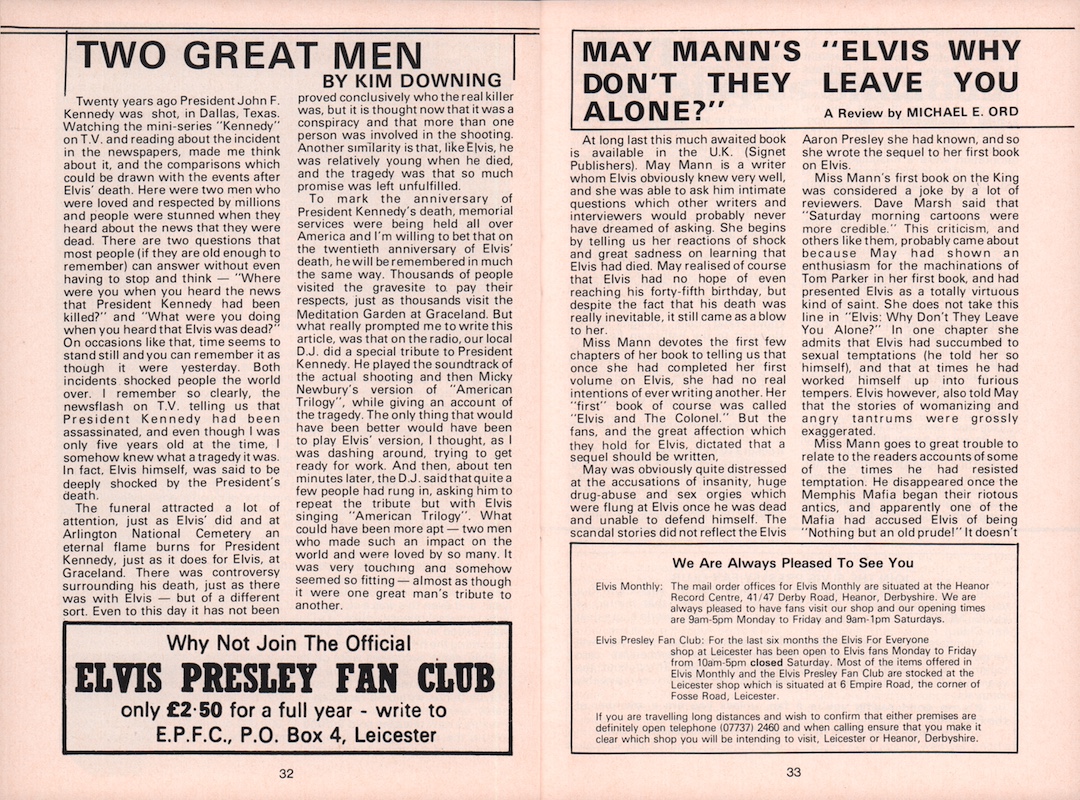 TWO GREAT MEN
BY KIM DOWNING
Twenty years ago President John F.
Kennedy was shot, in Dallas, Texas.
Watching the mini-series "Kennedy"
on T.V. and reading about the incident
in the newspapers, made me think
about it, and the comparisons which
could be drawn with the events after
Elvis' death. Here were two men who
were loved and respected by millions
and people were stunned when they
heard about the news that they were
dead. There are two questions that
most people (if they are old enough to
remember) can answer without even
having to stop and think — "Where
were you when you heard the news
that President Kennedy had been
killed?" and "What were you doing
when you heard that Elvis was dead?"
On occasions like that, time seems to
stand still and you can remember it as
though it were yesterday. Both
incidents shocked people the world
over. I remember so clearly, the
newsflash on T.V. telling us that
President Kennedy had been
assassinated, and even though I was
only five years old at the time, I
somehow knew what a tragedy it was.
In fact, Elvis himself, was said to be
deeply shocked by the President's
death.
The funeral attracted a lot of
attention, just as Elvis' did and at
Arlington National Cemetery an
eternal flame burns for President
Kennedy, just as it does for Elvis, at
Graceland. There was controversy
surrounding his death, just as there
was with Elvis — but of a different
sort. Even to this day it has not been
proved conclusively who the real killer
was, but it is thought now that it was a
conspiracy and that more than one
person was involved in the shooting.
Another similarity is that, like Elvis, he
was relatively young when he died,
and the tragedy was that so much
promise was left unfulfilled.
To mark the anniversary of
President Kennedy's death, memorial
services were being held all over
America and I'm willing to bet that on
the twentieth anniversary of Elvis'
death, he will be remembered in much
the same way. Thousands of people
visited the gravesite to pay their
respects, just as thousands visit the
Meditation Garden at Graceland. But
what really prompted me to write this
article, was that on the radio, our local
D.J. did a special tribute to President
Kennedy. He played the soundtrack of
the actual shooting and then Micky
Newbury's version of "American
Trilogy", while giving an account of
the tragedy. The only thing that would
have been better would have been
to play Elvis' version, I thought, as I
was dashing around, trying to get
ready for work. And then, about ten
minutes later, the D.J. said that quite a
few people had rung in, asking him to
repeat the tribute but with Elvis
singing "American Trilogy". What
could have been more apt — two men
who made such an impact on the
world and were loved by so many. It
was very touching and somehow
seemed so fitting — almost as though
it were one great man's tribute to
another.
Why Not Join The Official
ELVIS PRESLEY FAN CLUB
only £2·50 for a full year - write to
E.P.F.C., P.O. Box 4, Leicester
32
MAY MANN'S "ELVIS WHY
DON'T THEY LEAVE YOU
ALONE?"
A Review by MICHAEL E. ORD
At long last this much awaited book
is available in the U.K. (Signet
Publishers). May Mann is a writer
whom Elvis obviously knew very well,
and she was able to ask him intimate
questions which other writers and
interviewers would probably never
have dreamed of asking. She begins
by telling us her reactions of shock
and great sadness on learning that
Elvis had died. May realised of course
that Elvis had no hope of even
reaching his forty-fifth birthday, but
despite the fact that his death was
really inevitable, it still came as a blow
to her.
Miss Mann devotes the first few
chapters of her book to telling us that
once she had completed her first
volume on Elvis, she had no real
intentions of ever writing another. Her
"first" book of course was called
"Elvis and The Colonel." But the
fans, and the great affection which
they hold for Elvis, dictated that a
sequel should be written,
May was obviously quite distressed
at the accusations of insanity, huge
drug-abuse and sex orgies which
were flung at Elvis once he was dead
and unable to defend himself. The
scandal stories did not reflect the Elvis
Aaron Presley she had known, and so
she wrote the sequel to her first book
on Elvis.
Miss Mann's first book on the King
was considered a joke by a lot of
reviewers. Dave Marsh said that
"Saturday morning cartoons were
more credible." This criticism, and
others like them, probably came about
because May had shown an
enthusiasm for the machinations of
Tom Parker in her first book, and had
presented Elvis as a totally virtuous
kind of saint. She does not take this
line in "Elvis: Why Don't They Leave
You Alone?" In one chapter she
admits that Elvis had succumbed to
sexual temptations (he told her so
himself), and that at times he had
worked himself up into furious
tempers. Elvis however, also told May
that the stories of womanizing and
angry tantrums were grossly
exaggerated.
Miss Mann goes to great trouble to
relate to the readers accounts of some
of the times he had resisted
temptation. He disappeared once the
Memphis Mafia began their riotous
antics, and apparently one of the
Mafia had accused Elvis of being
"Nothing but an old prude!" It doesn't
We Are Always Pleased To See You
Elvis Monthly: The mail order offices for Elvis Monthly are situated at the Heanor
Record Centre, 41/47 Derby Road, Heanor, Derbyshire. We are
always pleased to have fans visit our shop and our opening times
are 9am-5pm Monday to Friday and 9am-1pm Saturdays.
Elvis Presley Fan Club: For the last six months the Elvis For Everyone
shop at Leicester has been open to Elvis fans Monday to Friday
from 10am-5pm closed Saturday. Most of the items offered in
Elvis Monthly and the Elvis Presley Fan Club are stocked at the
Leicester shop which is situated at 6 Empire Road, the corner of
Fosse Road, Leicester.
If you are travelling long distances and wish to confirm that either premises are
definitely open telephone (07737) 2460 and when calling ensure that you make it
clear which shop you will be intending to visit, Leicester or Heanor, Derbyshire.
33